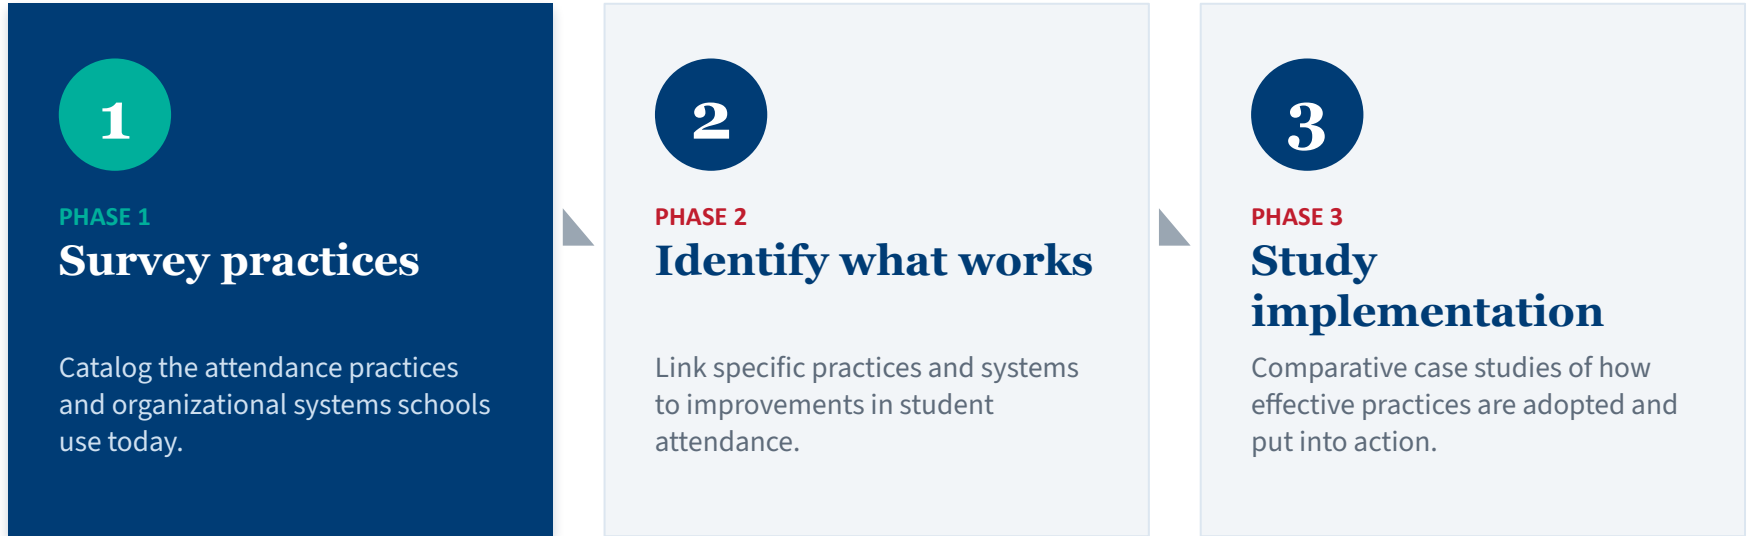 1
PHASE 1
Survey practices
Catalog the attendance practices
and organizational systems schools
use today.
2
PHASE 2
Identify what works
Link specific practices and systems
to improvements in student
attendance.
3
PHASE 3
Study
implementation
Comparative case studies of how
effective practices are adopted and
put into action.